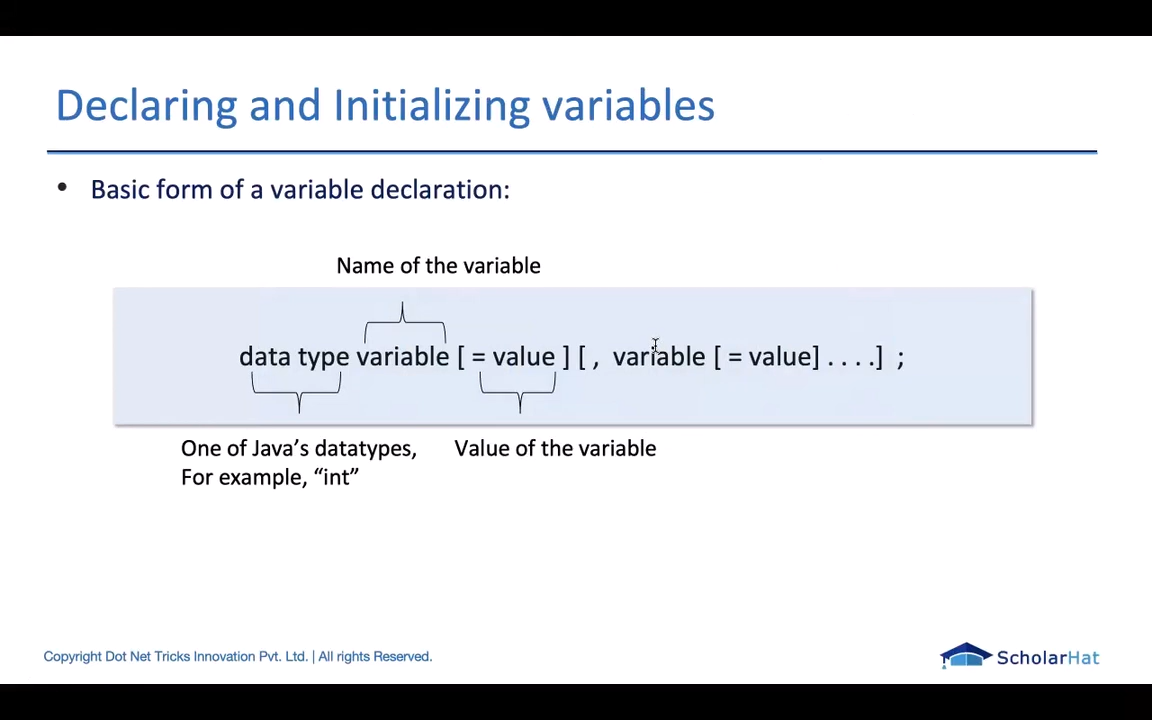 Declaring and Initializing variables
• Basic form of a variable declaration:
Name of the variable
data type variable [ = value ] [ , variable [ = value] . . . .] ;
One of Java’s datatypes,
For example, “int”
Value of the variable
Copyright Dot Net Tricks Innovation Pvt. Ltd. | All rights Reserved.
ScholarHat